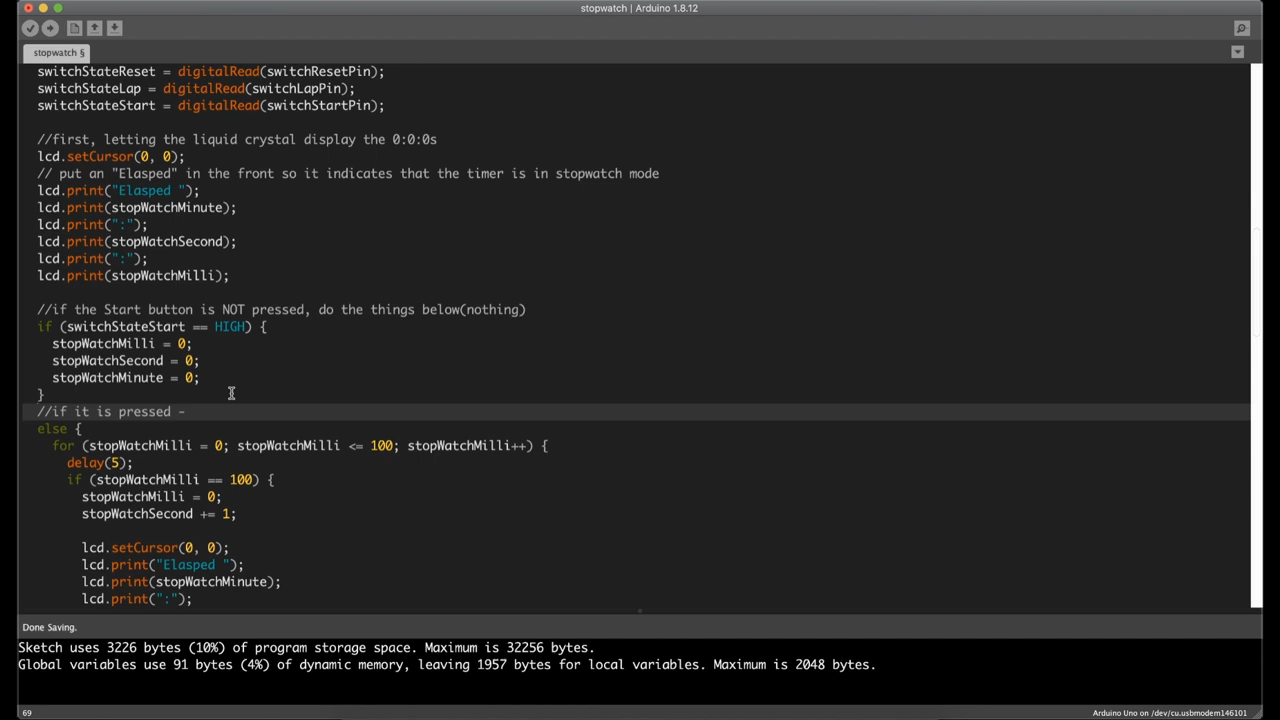 stopwatch | Arduino 1.8.12
stopwatch §
switchStateReset = digitalRead(switchResetPin);
switchStateLap = digitalRead(switchLapPin);
switchStateStart = digitalRead(switchStartPin);
//first, letting the liquid crystal display the 0:0:0s
lcd.setCursor(0, 0);
// put an "Elasped" in the front so it indicates that the timer is in stopwatch mode
lcd.print("Elasped ");
lcd.print(stopWatchMinute);
lcd.print(":");
lcd.print(stopWatchSecond);
lcd.print(":");
lcd.print(stopWatchMilli);
//if the Start button is NOT pressed, do the things below(nothing)
if (switchStateStart == HIGH) {
stopWatchMilli = 0;
stopWatchSecond = 0;
stopWatchMinute = 0;
}
//if it is pressed -
else {
for (stopWatchMilli = 0; stopWatchMilli <= 100; stopWatchMilli++) {
delay(5);
if (stopWatchMilli == 100) {
stopWatchMilli = 0;
stopWatchSecond += 1;
lcd.setCursor(0, 0);
lcd.print("Elasped ");
lcd.print(stopWatchMinute);
lcd.print(":");
Done Saving.
Sketch uses 3226 bytes (10%) of program storage space. Maximum is 32256 bytes.
Global variables use 91 bytes (4%) of dynamic memory, leaving 1957 bytes for local variables. Maximum is 2048 bytes.
69
Arduino Uno on /dev/cu.usbmodem146101